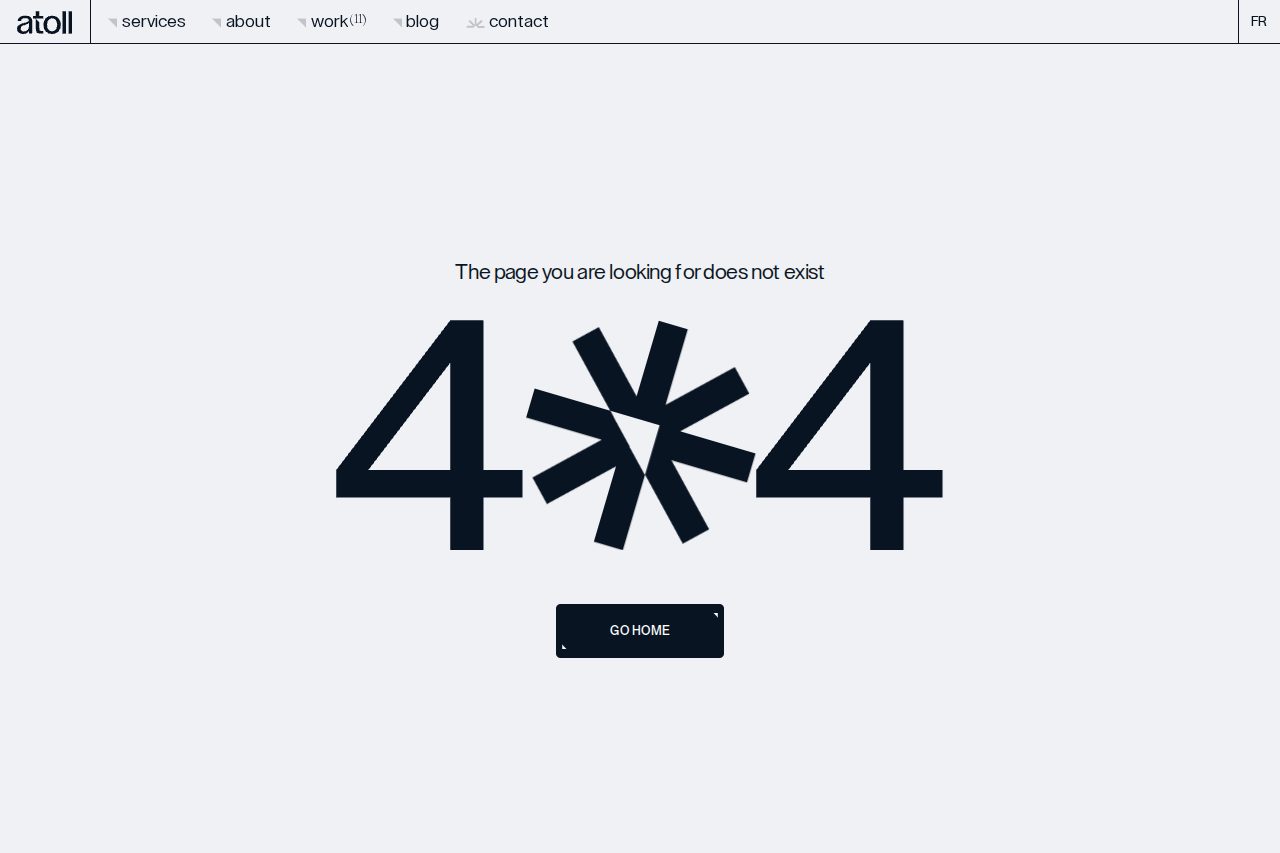 atoll services about work(11) blog contact FR
The page you are looking for does not exist
4 4
GO HOME